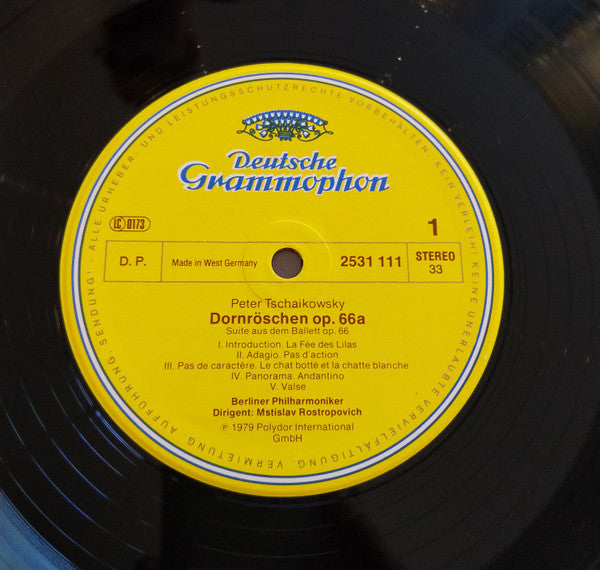 ALLE URHEBER- UND LEISTUNGSSCHUTZRECHTE VORBEHALTEN. KEIN VERLEIH! KEINE UNERLAUBTE VERVIELFÄLTIGUNG, VERMIETUNG, AUFFÜHRUNG, SENDUNG!
Deutsche
Grammophon
LC 0173
1
D. P.
Made in West Germany
2531 111
STEREO
33
Peter Tschaikowsky
Dornröschen op. 66a
Suite aus dem Ballett op. 66
I. Introduction. La Fée des Lilas
II. Adagio. Pas d'action
III. Pas de caractére. Le chat botté et la chatte blanche
IV. Panorama. Andantino
V. Valse
Berliner Philharmoniker
Dirigent: Mstislav Rostropovich
℗ 1979 Polydor International
GmbH